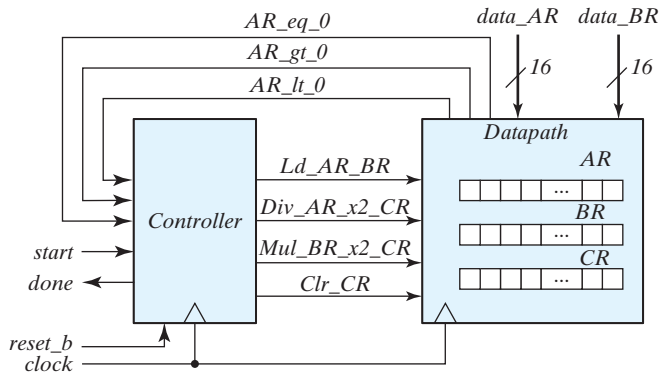 AR_eq_0
data_AR data_BR
AR_gt_0
16 16
AR_lt_0
Datapath
AR
Ld_AR_BR
Controller
Div_AR_x2_CR
BR
start
Mul_BR_x2_CR
CR
done
Clr_CR
reset_b
clock
...
...
...